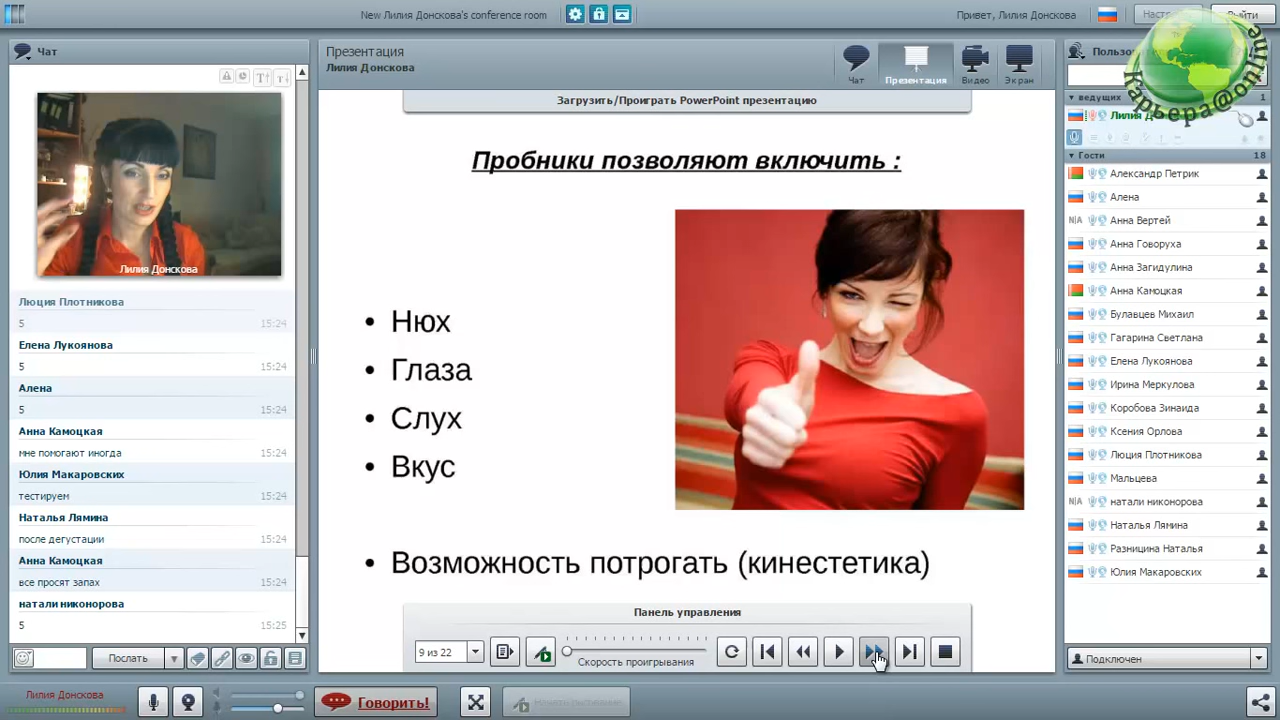 New Лилия Донскова's conference room
Привет, Лилия Донскова
Выйти
Чат
Лилия Донскова
Люция Плотникова
5
15:24
Елена Лукоянова
5
15:24
Алена
5
15:24
Анна Камоцкая
мне помогают иногда
15:24
Юлия Макаровских
тестируем
15:24
Наталья Лямина
после дегустации
15:24
Анна Камоцкая
все просят запах
15:24
натали никонорова
5
15:25
Послать
Лилия Донскова
Говорить!
Презентация
Лилия Донскова
Чат
Презентация
Видео
Экран
Загрузить/Проиграть PowerPoint презентацию
Пробники позволяют включить :
• Нюх
• Глаза
• Слух
• Вкус
• Возможность потрогать (кинестетика)
Панель управления
9 из 22
Скорость проигрывания
карьера@online
ведущих
1
Гости
18
Александр Петрик
Алена
N/A
Анна Вертей
Анна Говоруха
Анна Загидулина
Анна Камоцкая
Булавцев Михаил
Гагарина Светлана
Елена Лукоянова
Ирина Меркулова
Коробова Зинаида
Ксения Орлова
Люция Плотникова
Мальцева
N/A
натали никонорова
Наталья Лямина
Разницина Наталья
Юлия Макаровских
Подключен